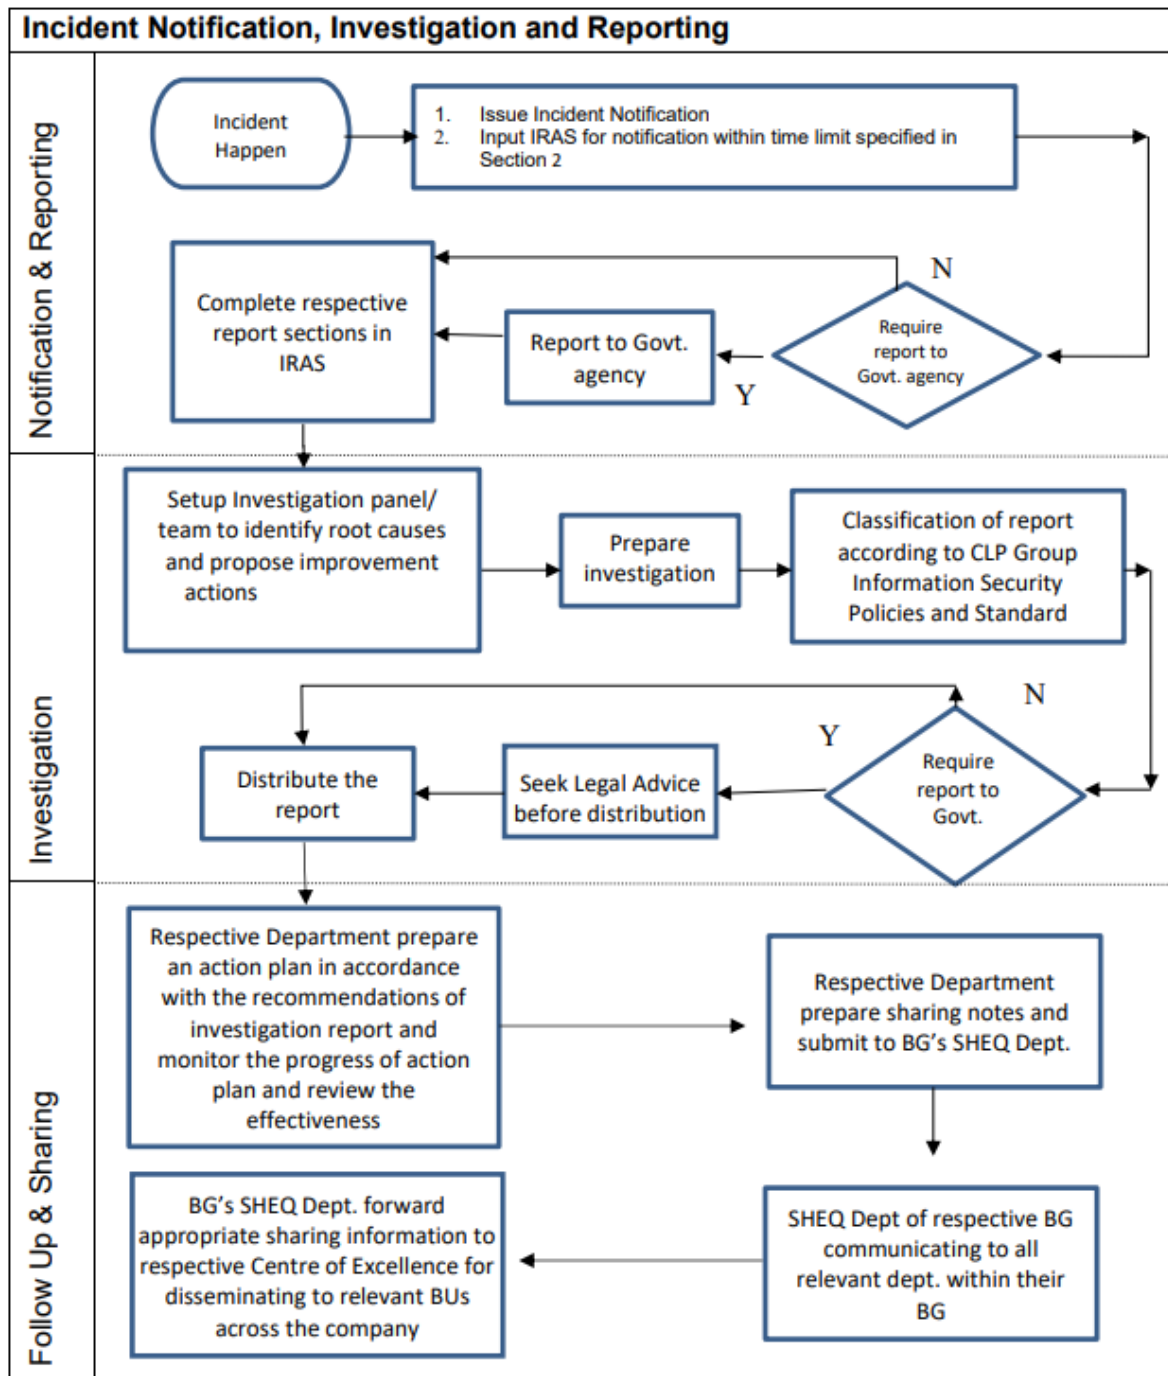 Incident Notification, Investigation and Reporting
Notification & Reporting
Incident
Happen
1. Issue Incident Notification
2. Input IRAS for notification within time limit specified in
Section 2
Complete respective
report sections in
IRAS
Report to Govt.
agency
N
Y
Require
report to
Govt. agency
Investigation
Setup Investigation panel/
team to identify root causes
and propose improvement
actions
Prepare
investigation
Classification of report
according to CLP Group
Information Security
Policies and Standard
Distribute the
report
Seek Legal Advice
before distribution
Y
N
Require
report to
Govt.
Follow Up & Sharing
Respective Department prepare
an action plan in accordance
with the recommendations of
investigation report and
monitor the progress of action
plan and review the
effectiveness
Respective Department
prepare sharing notes and
submit to BG's SHEQ Dept.
SHEQ Dept of respective BG
communicating to all
relevant dept. within their
BG
BG's SHEQ Dept. forward
appropriate sharing information to
respective Centre of Excellence for
disseminating to relevant BUs
across the company